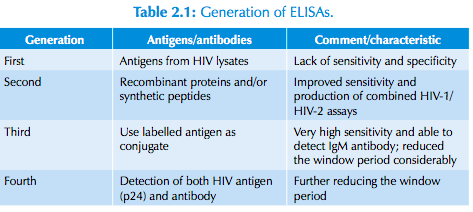 Table 2.1: Generation of ELISAs.
Generation Antigens/antibodies Comment/characteristic
First Antigens from HIV lysates Lack of sensitivity and specificity
Second Recombinant proteins and/or Improved sensitivity and
synthetic peptides production of combined HIV-1/
HIV-2 assays
Third Use labelled antigen as Very high sensitivity and able to
conjugate detect IgM antibody; reduced
the window period considerably
Fourth Detection of both HIV antigen Further reducing the window
(p24) and antibody period